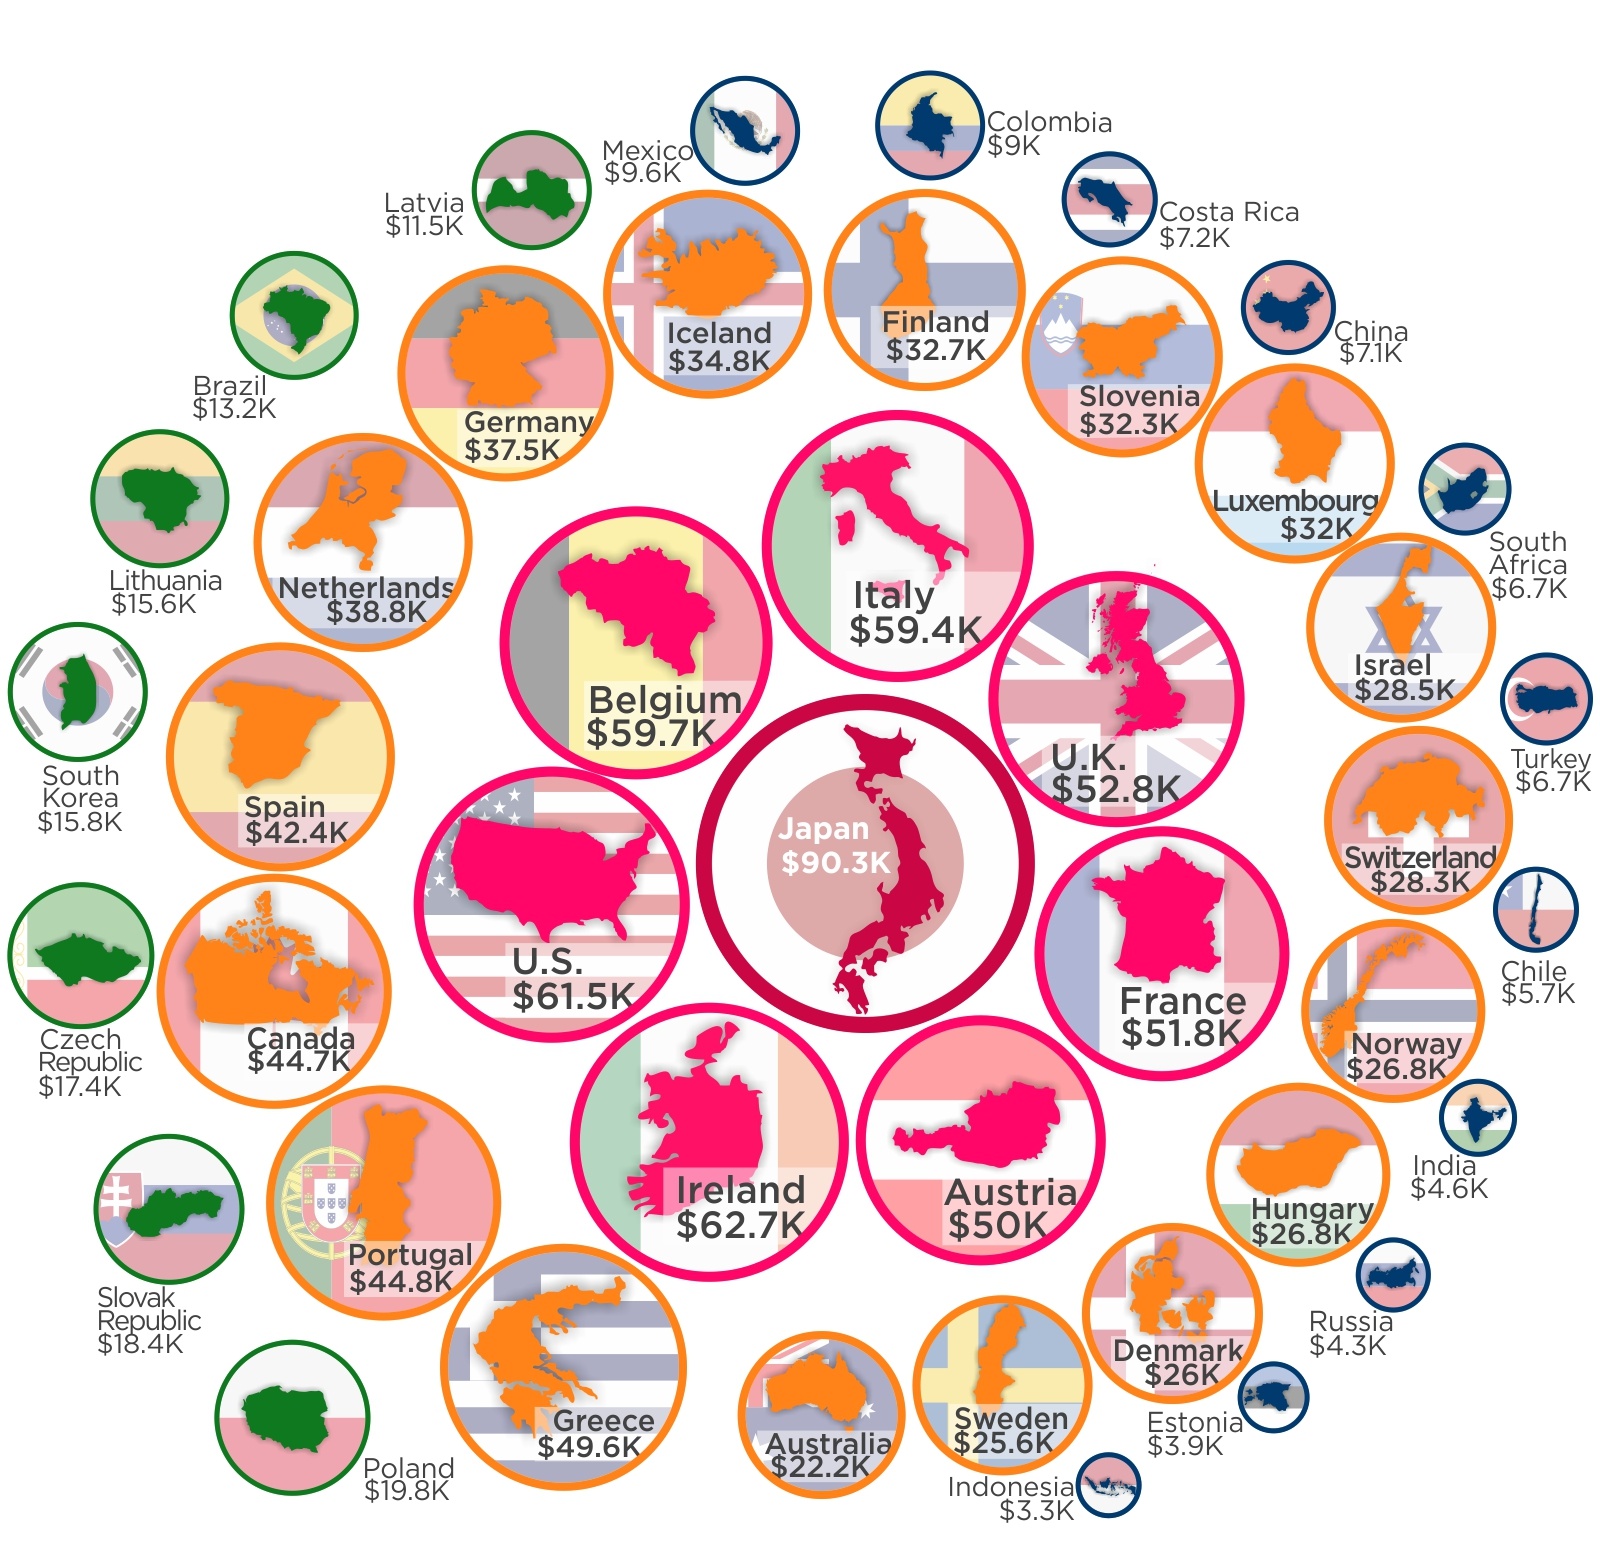 Mexico
$9.6K
Colombia
$9K
Latvia
$11.5K
Costa Rica
$7.2K
Iceland
$34.8K
Finland
$32.7K
China
$7.1K
Brazil
$13.2K
Germany
$37.5K
Slovenia
$32.3K
Luxembourg
$32K
South
Africa
$6.7K
Lithuania
$15.6K
Netherlands
$38.8K
Italy
$59.4K
Israel
$28.5K
Belgium
$59.7K
U.K.
$52.8K
Turkey
$6.7K
South
Korea
$15.8K
Spain
$42.4K
Japan
$90.3K
Switzerland
$28.3K
U.S.
$61.5K
France
$51.8K
Chile
$5.7K
Czech
Republic
$17.4K
Canada
$44.7K
Norway
$26.8K
Ireland
$62.7K
Austria
$50K
India
$4.6K
Hungary
$26.8K
Portugal
$44.8K
Slovak
Republic
$18.4K
Russia
$4.3K
Denmark
$26K
Greece
$49.6K
Australia
$22.2K
Sweden
$25.6K
Estonia
$3.9K
Poland
$19.8K
Indonesia
$3.3K